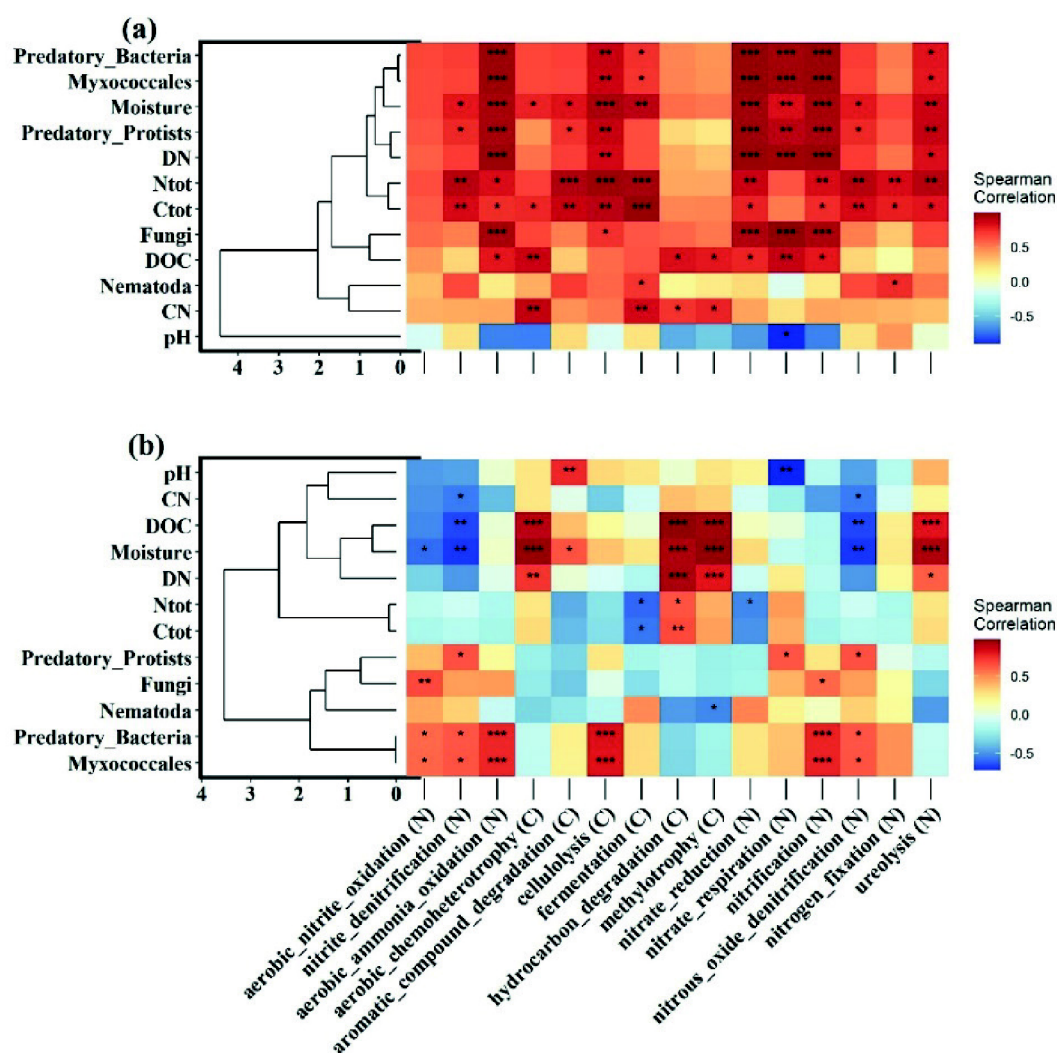 (a)
Predatory_Bacteria *** ** * *** *** *** *
Myxococcales *** ** * *** *** *** *
Moisture * *** * * *** ** *** ** *** * **
Predatory_Protists * *** * ** *** ** *** * **
DN *** ** *** *** *** *
Ntot ** * *** *** *** ** ** ** ** **
Ctot ** * * ** ** *** * * ** * *
Fungi *** * *** *** ***
DOC * ** * * * ** *
Nematoda * *
CN ** ** * *
pH *
4 3 2 1 0
Spearman
Correlation
0.5
0.0
-0.5
(b)
pH ** **
CN * *
DOC ** *** *** *** ** ***
Moisture * ** *** * *** *** ** ***
DN ** *** *** *
Ntot * * *
Ctot * **
Predatory_Protists * * *
Fungi ** *
Nematoda *
Predatory_Bacteria * * *** *** *** *
Myxococcales * * *** *** *** *
4 3 2 1 0
Spearman
Correlation
0.5
0.0
-0.5
aerobic_nitrite_oxidation (N)
nitrite_denitrification (N)
aerobic_ammonia_oxidation (N)
aerobic_chemoheterotrophy (C)
aromatic_compound_degradation (C)
cellulolysis (C)
fermentation (C)
hydrocarbon_degradation (C)
methylotrophy (C)
nitrate_reduction (N)
nitrate_respiration (N)
nitrification (N)
nitrous_oxide_denitrification (N)
nitrogen_fixation (N)
ureolysis (N)